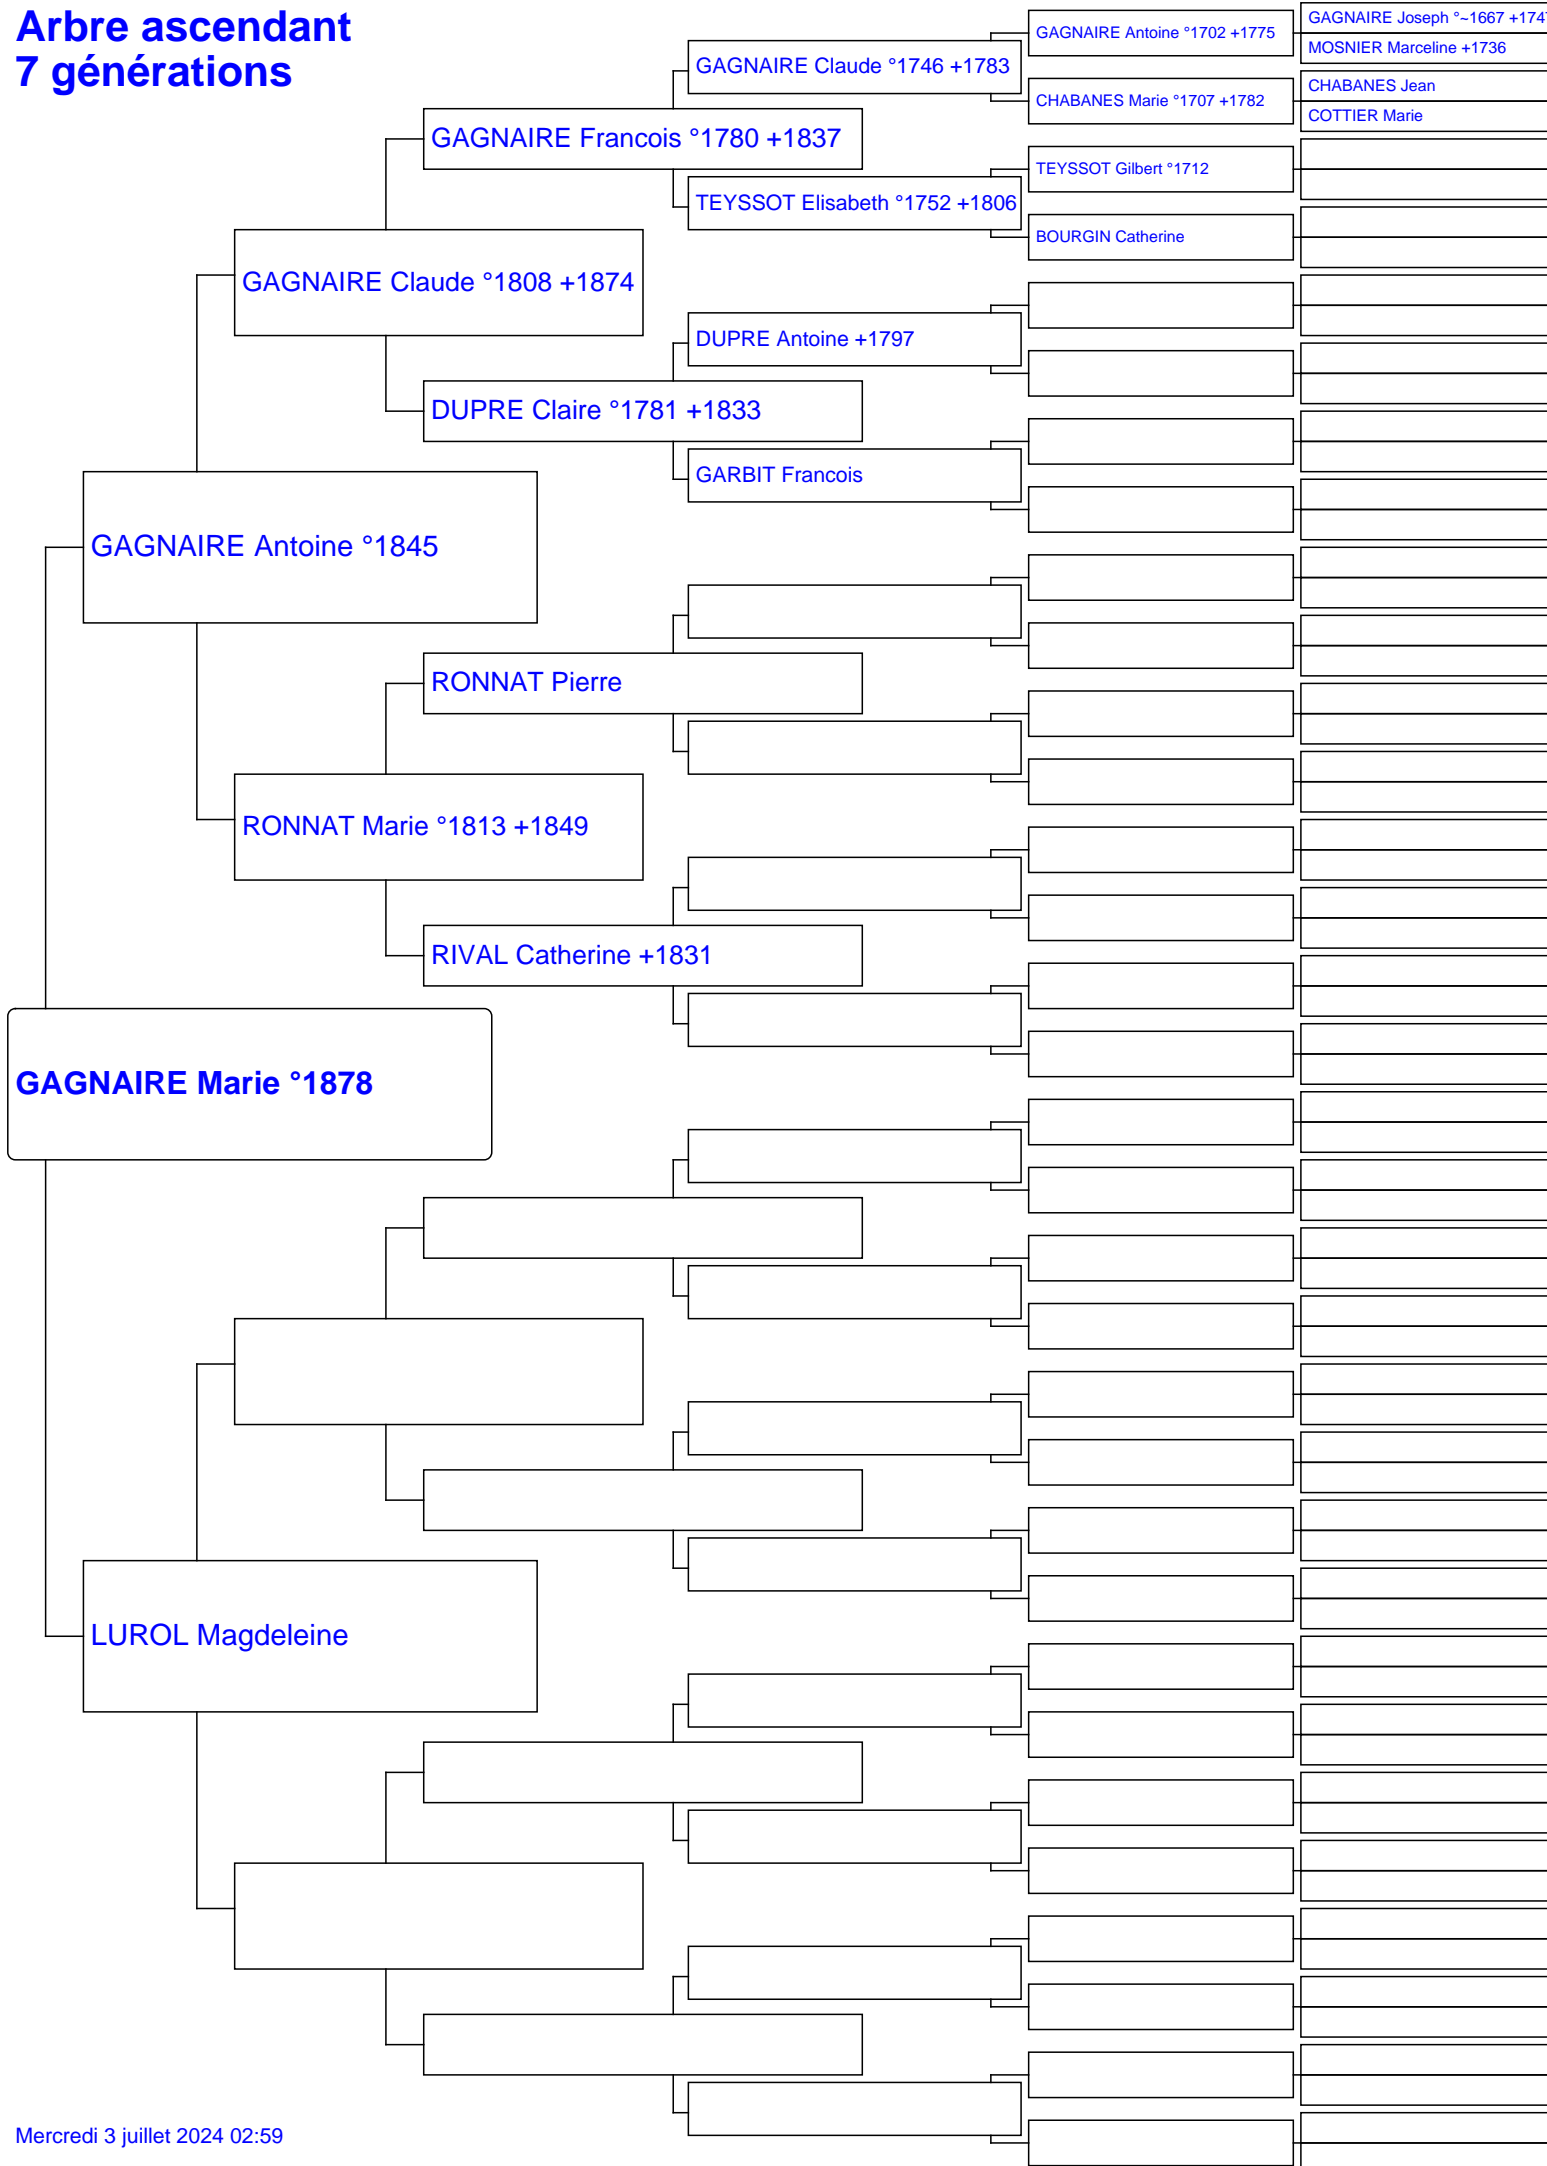 Arbre ascendant
7 générations
GAGNAIRE Joseph °~1667 +174
MOSNIER Marceline +1736
GAGNAIRE Antoine °1702 +1775
GAGNAIRE Claude °1746 +1783
CHABANES Jean
CHABANES Marie °1707 +1782
COTTIER Marie
GAGNAIRE Francois °1780 +1837
TEYSSOT Gilbert °1712
TEYSSOT Elisabeth °1752 +1806
BOURGIN Catherine
GAGNAIRE Claude °1808 +1874
DUPRE Antoine +1797
DUPRE Claire °1781 +1833
GARBIT Francois
GAGNAIRE Antoine °1845
RONNAT Pierre
RONNAT Marie °1813 +1849
RIVAL Catherine +1831
GAGNAIRE Marie °1878
LUROL Magdeleine
Mercredi 3 juillet 2024 02:59